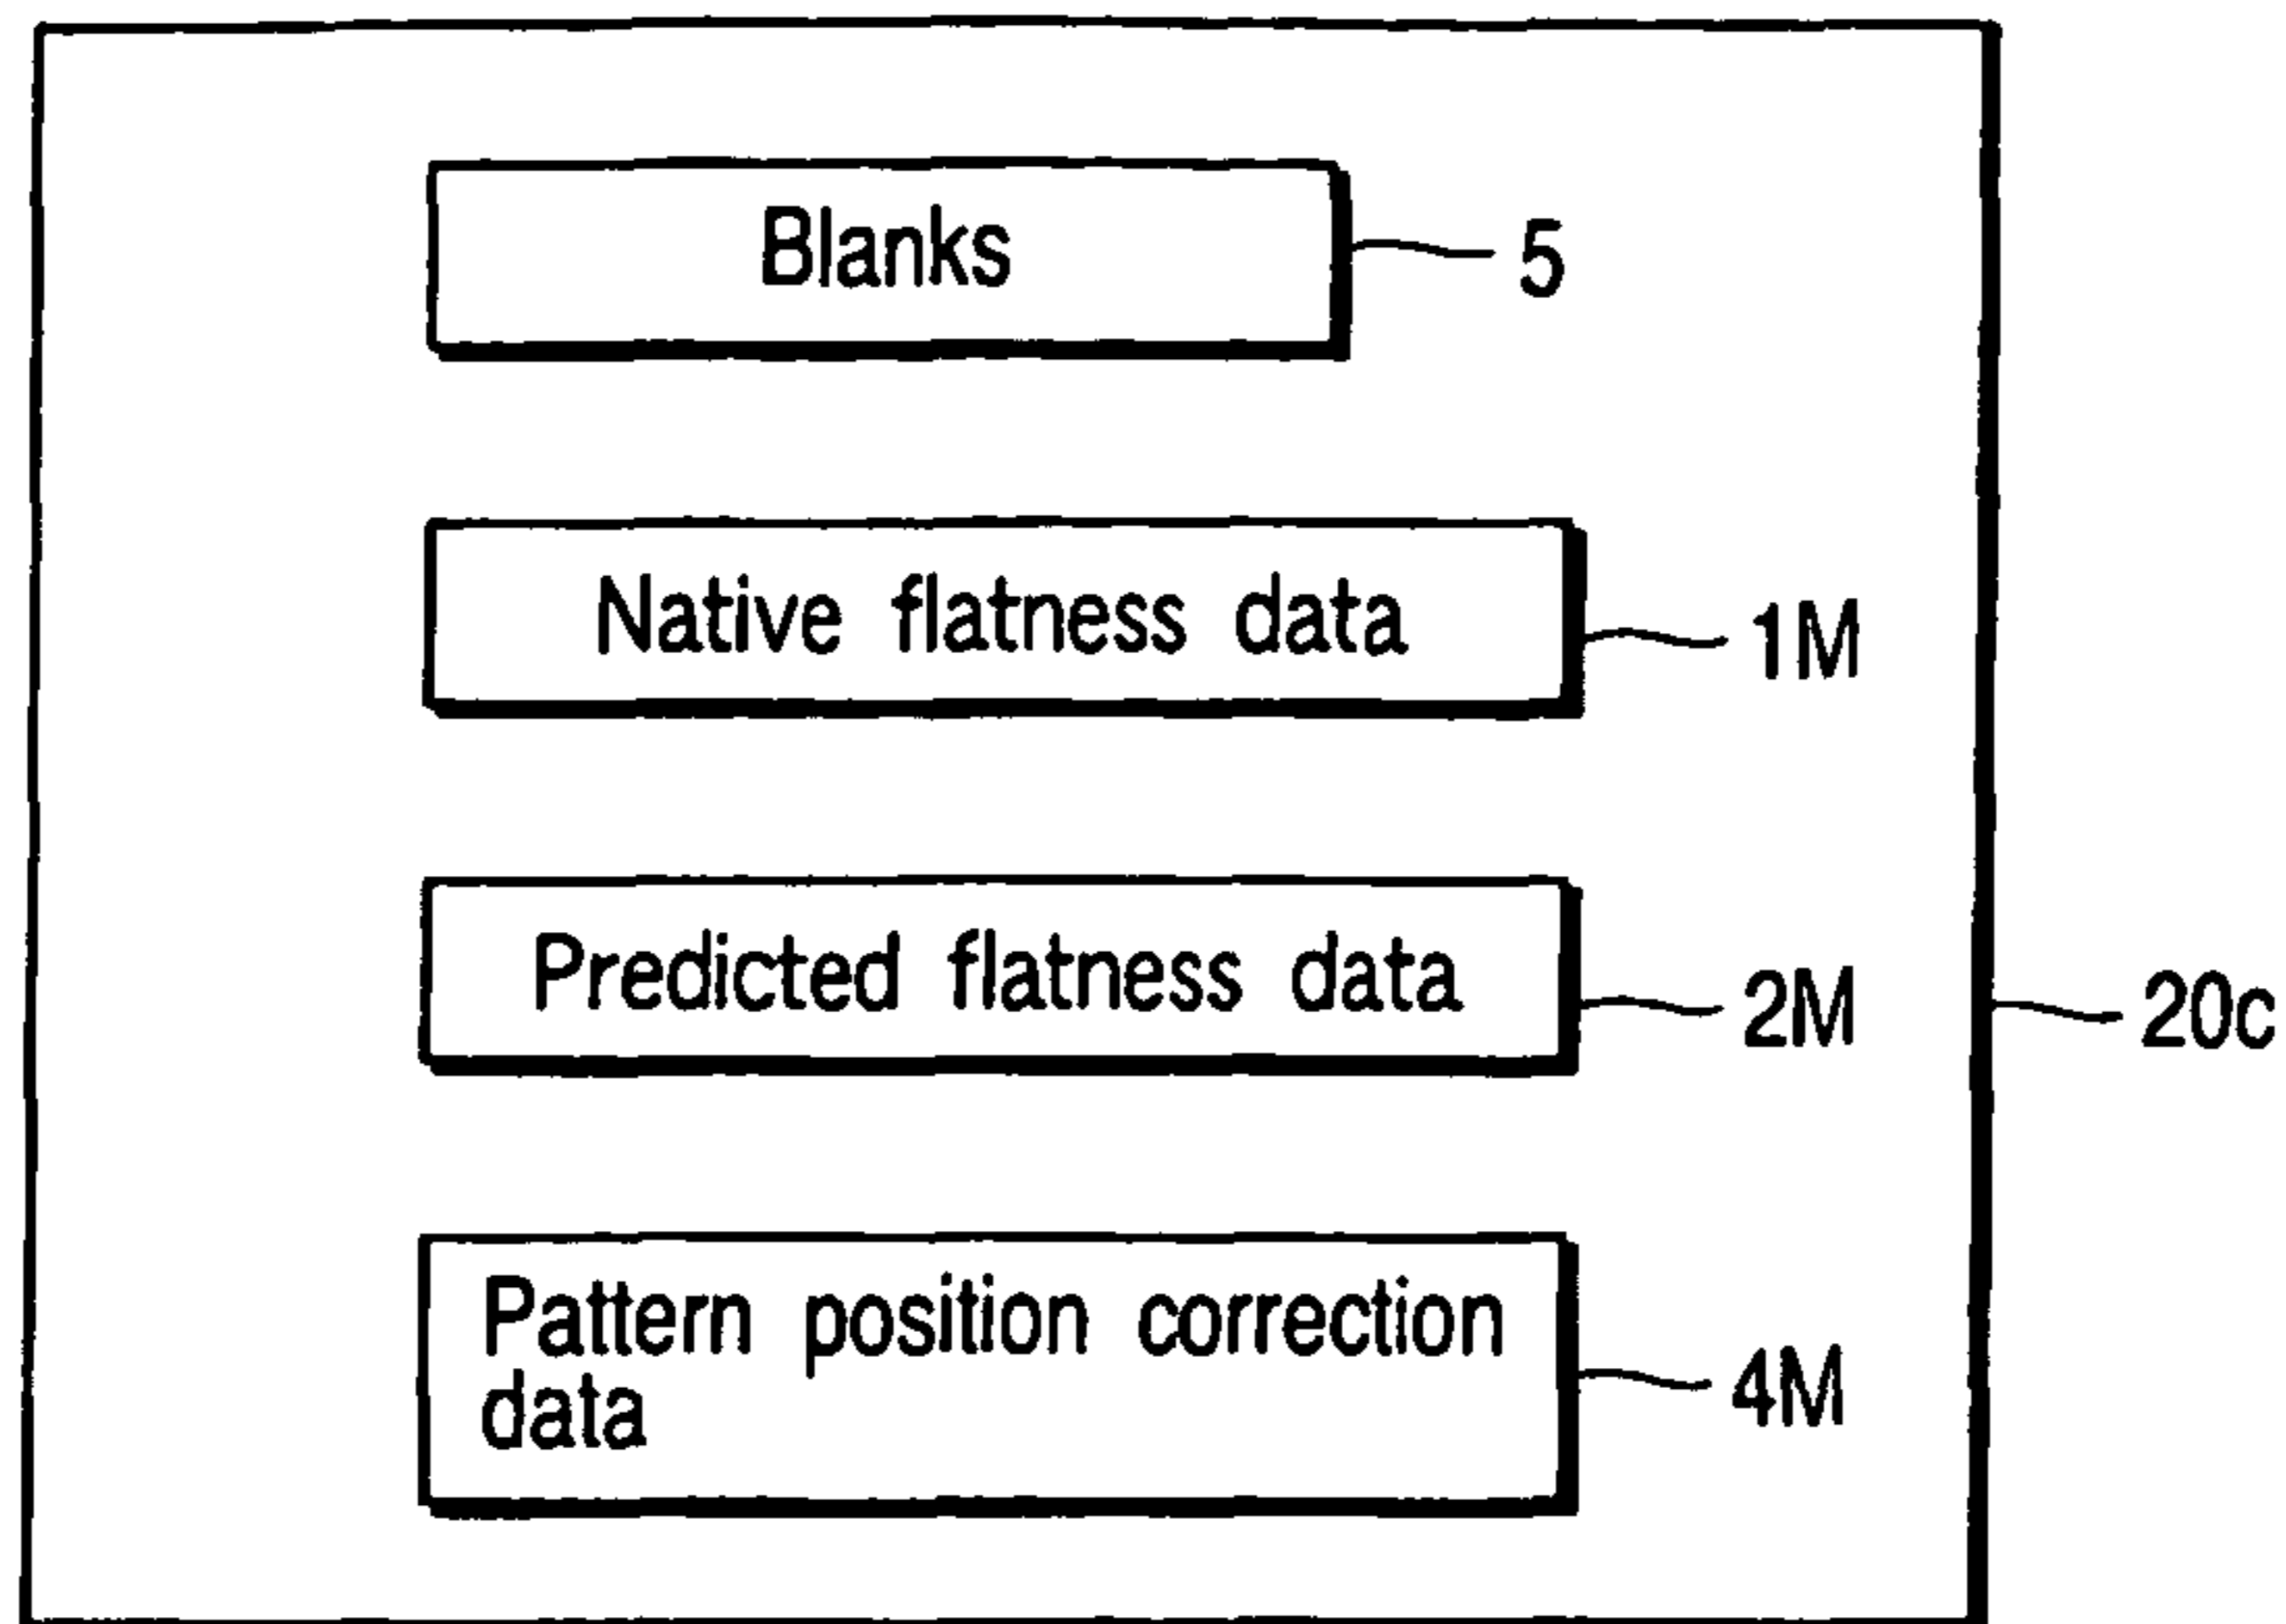 Blanks
5
Native flatness data
1M
Predicted flatness data
2M
20c
Pattern position correction
data
4M